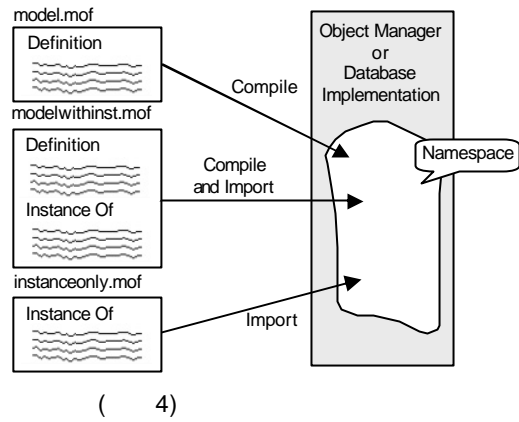 model.mof
Definition
modelwithinst.mof
Definition
Instance Of
instanceonly.mof
Instance Of
Compile
Compile
and Import
Import
Object Manager
or
Database
Implementation
Namespace
( 4)